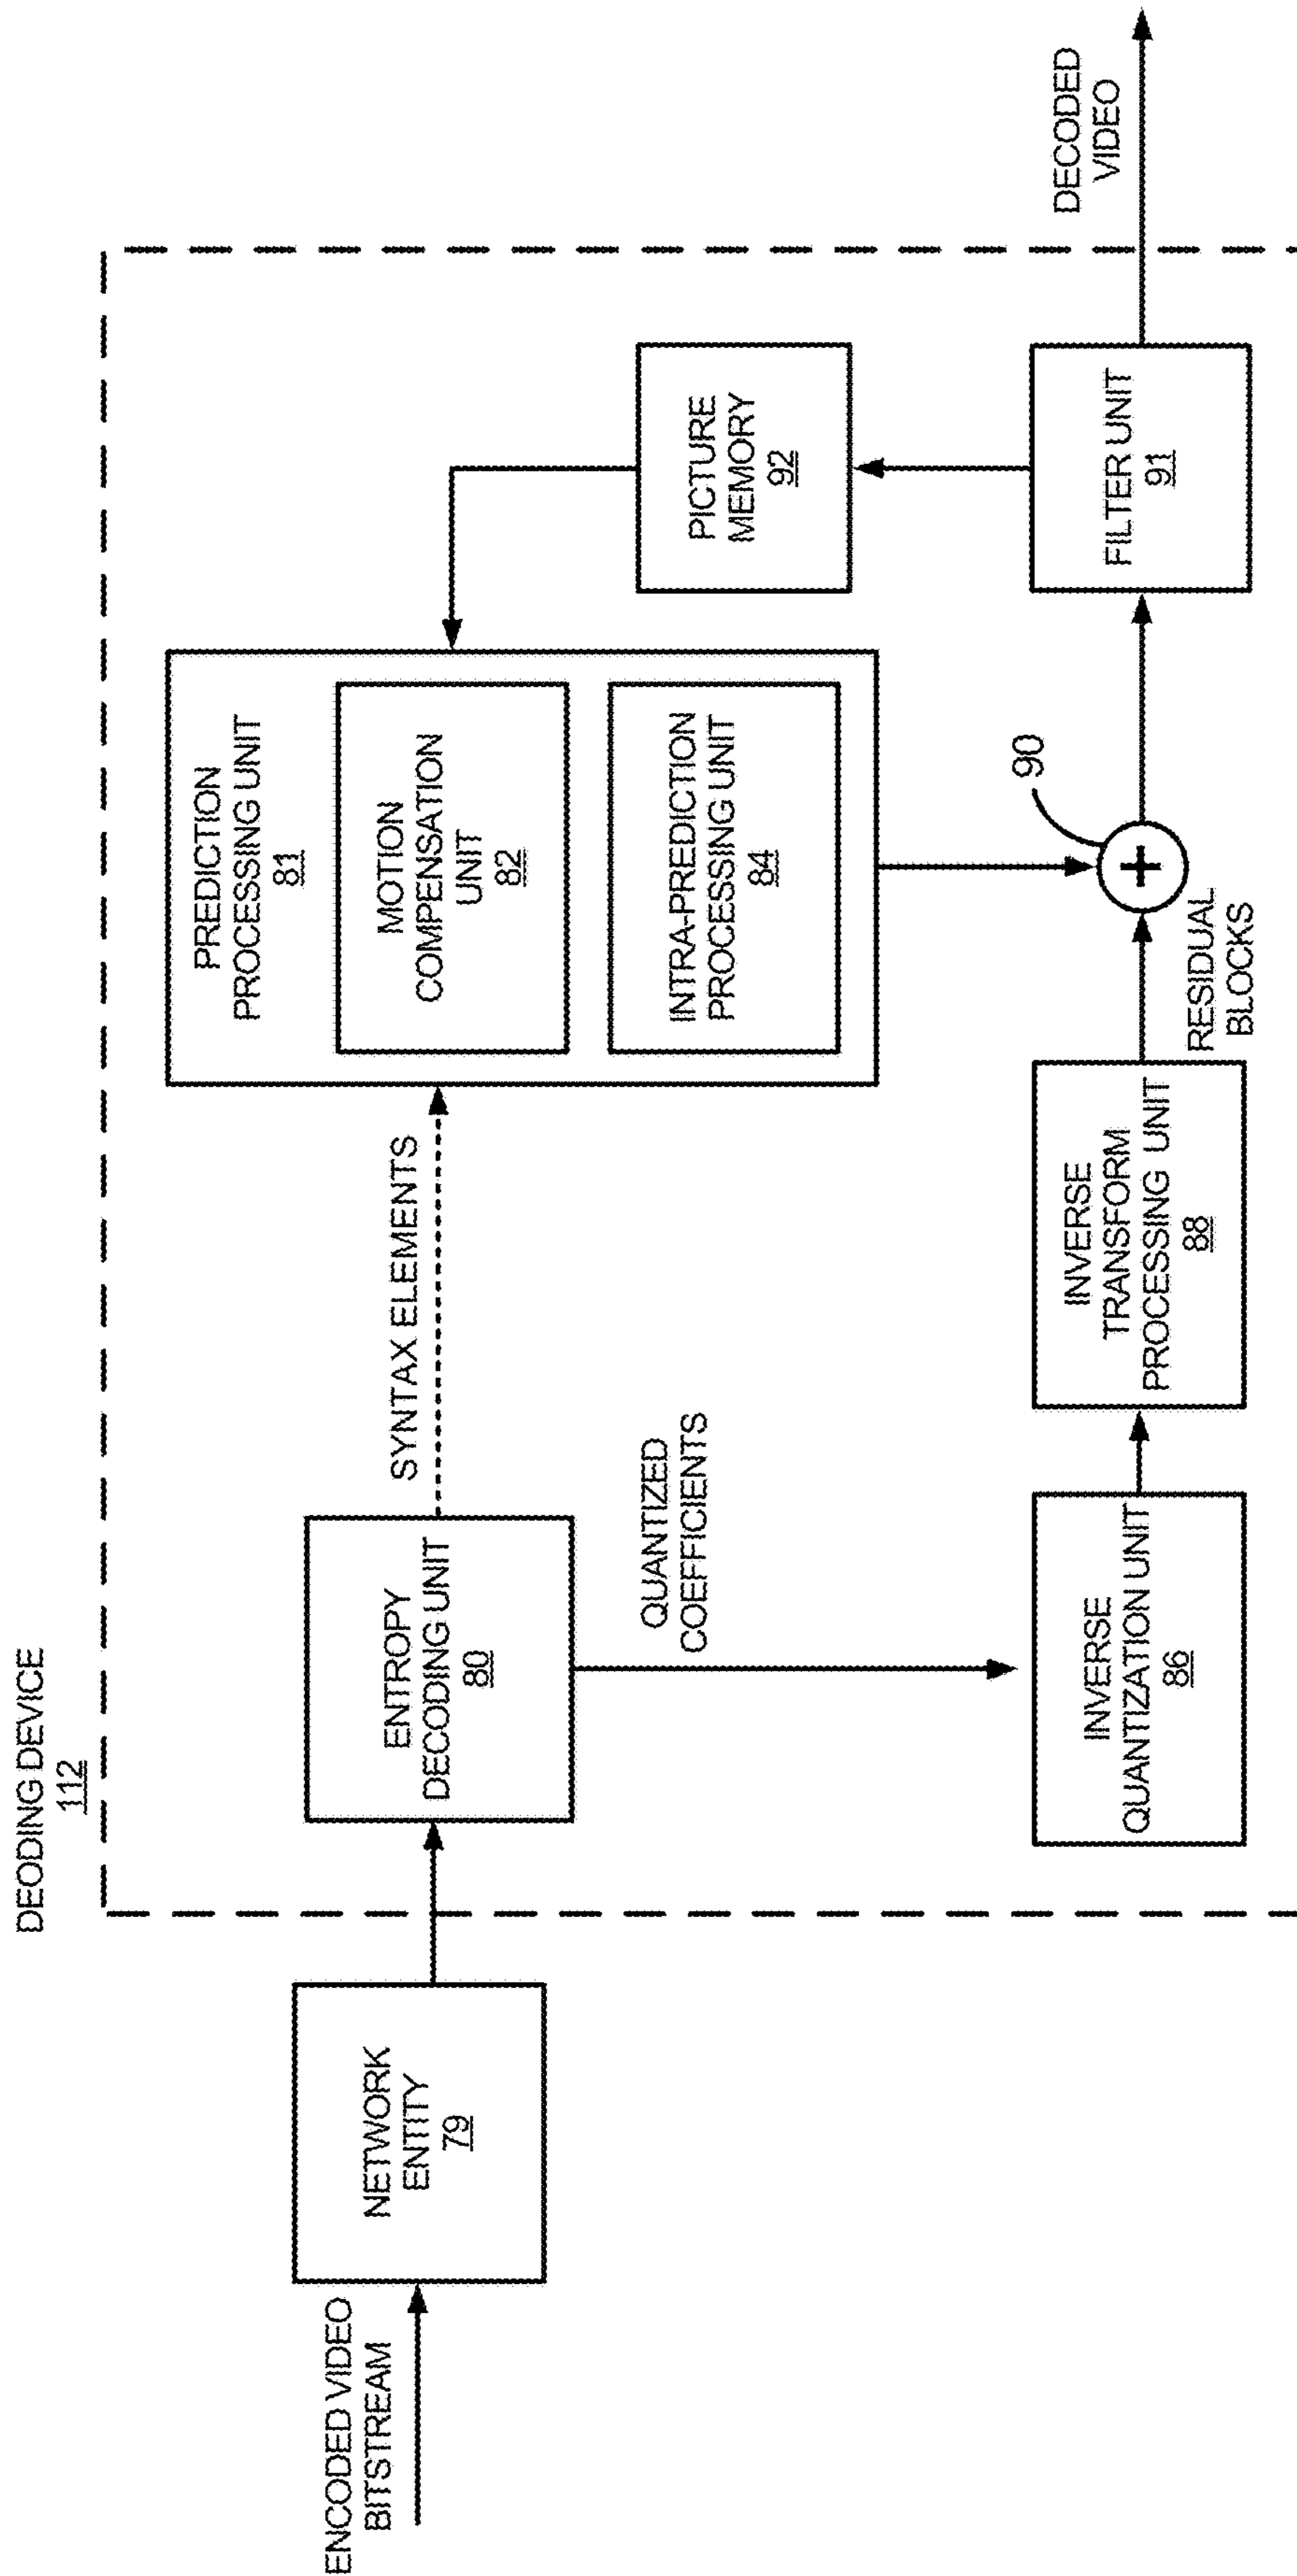 DEODING DEVICE
112
ENCODED VIDEO
BITSTREAM
NETWORK
ENTITY
79
ENTROPY
DECODING UNIT
80
SYNTAX ELEMENTS
QUANTIZED
COEFFICIENTS
PREDICTION
PROCESSING UNIT
81
MOTION
COMPENSATION
UNIT
82
INTRA-PREDICTION
PROCESSING UNIT
84
PICTURE
MEMORY
92
INVERSE
QUANTIZATION UNIT
86
INVERSE
TRANSFORM
PROCESSING UNIT
88
RESIDUAL
BLOCKS
90
+
FILTER UNIT
91
DECODED
VIDEO